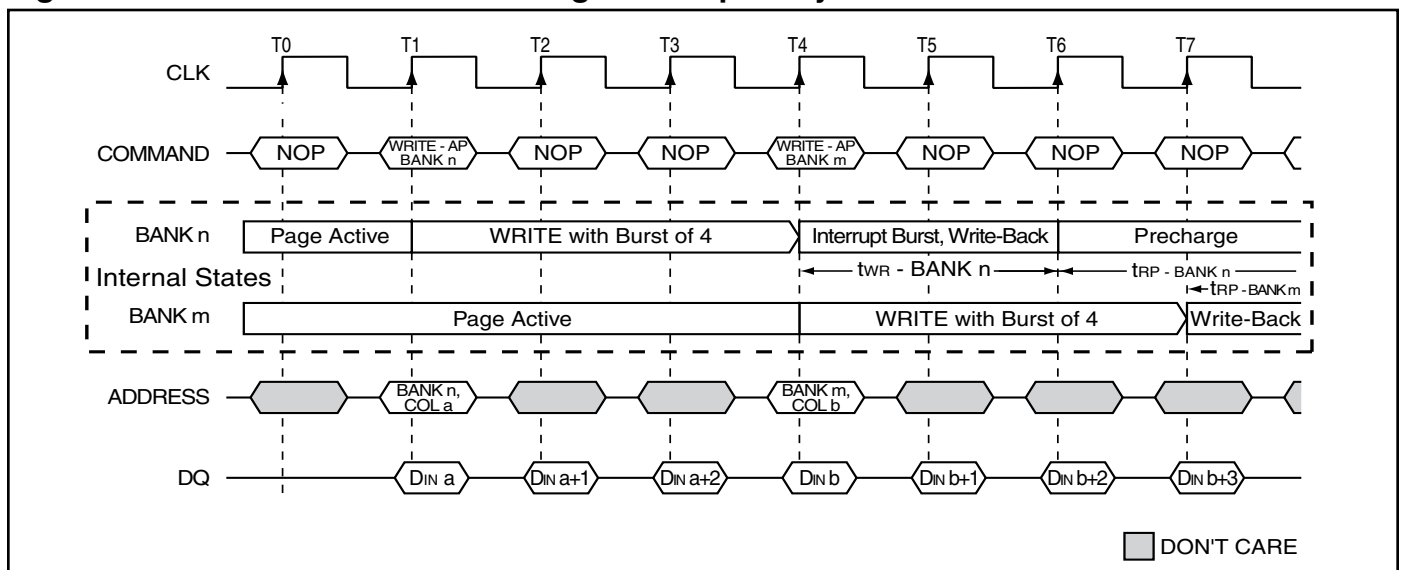 T0 T1 T2 T3 T4 T5 T6 T7
CLK
COMMAND NOP WRITE - AP BANK n NOP NOP WRITE - AP BANK m NOP NOP NOP
BANK n Page Active WRITE with Burst of 4 Interrupt Burst, Write-Back Precharge
Internal States tWR - BANK n tRP - BANK n
tRP - BANK m
BANK m Page Active WRITE with Burst of 4 Write-Back
ADDRESS BANK n, COL a BANK m, COL b
DQ DIN a DIN a+1 DIN a+2 DIN b DIN b+1 DIN b+2 DIN b+3
DON'T CARE